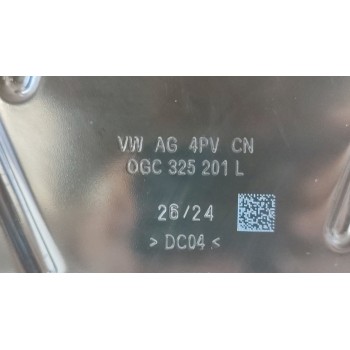 VW AG 4PV CN
0GC 325 201 L
26/24
> DC04 <